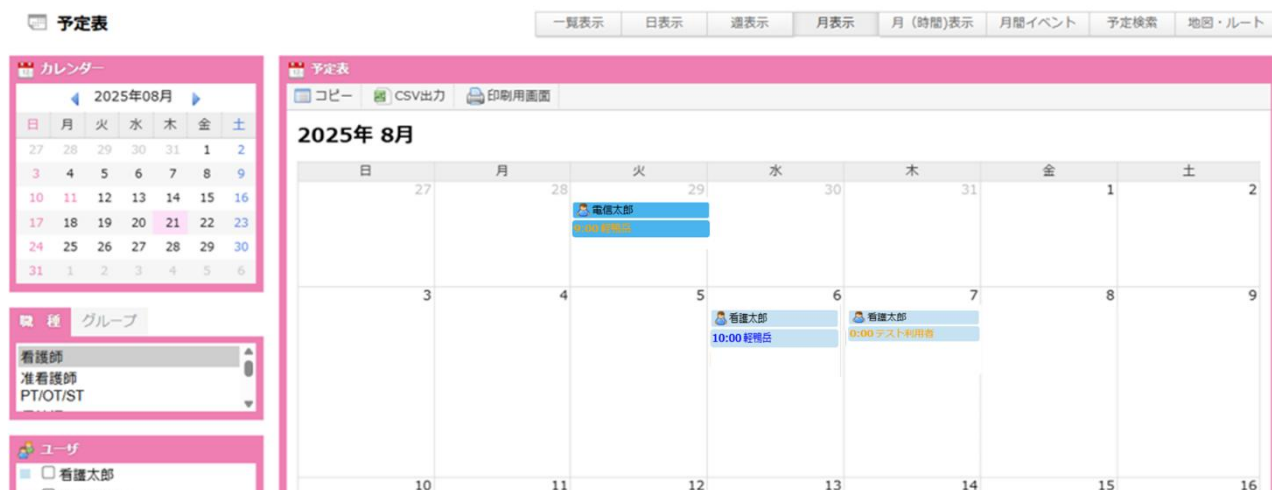 予定表
一覧表示 日表示 週表示 月表示 月（時間)表示 月間イベント 予定検索 地図・ルート
カレンダー
2025年08月
日 月 火 水 木 金 土
27 28 29 30 31 1 2
3 4 5 6 7 8 9
10 11 12 13 14 15 16
17 18 19 20 21 22 23
24 25 26 27 28 29 30
31 1 2 3 4 5 6
職 種 グループ
看護師
准看護師
PT/OT/ST
ユーザ
看護太郎
予定表
コピー CSV出力 印刷用画面
2025年 8月
日 月 火 水 木 金 土
27 28 29 30 31 1 2
電信太郎
9:00 軽鴨岳
3 4 5 6 7 8 9
看護太郎 看護太郎
10:00 軽鴨岳 0:00 テスト利用者
10 11 12 13 14 15 16